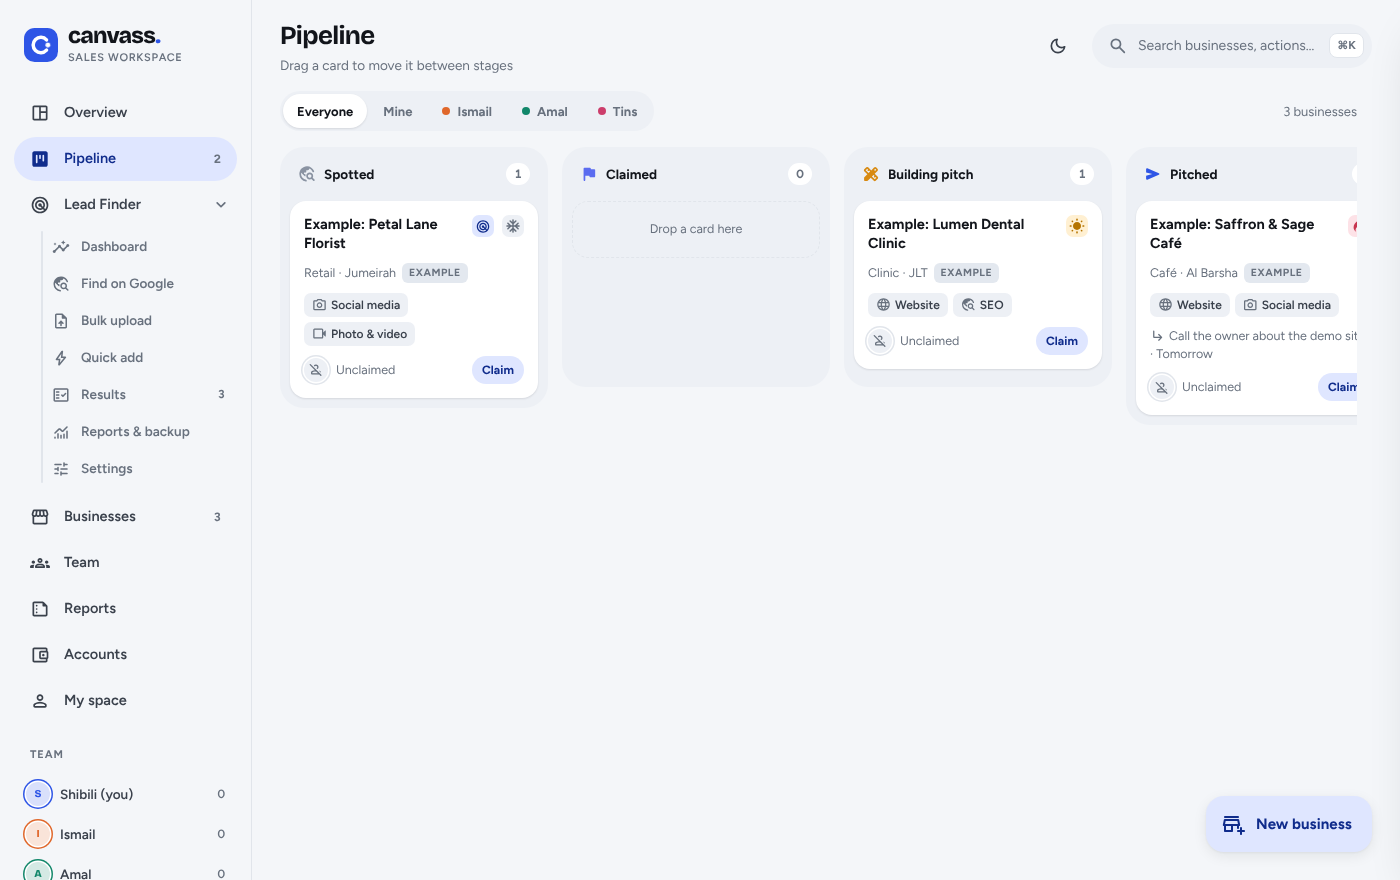 canvass.
SALES WORKSPACE
Overview
Pipeline 2
Lead Finder
Dashboard
Find on Google
Bulk upload
Quick add
Results 3
Reports & backup
Settings
Businesses 3
Team
Reports
Accounts
My space
TEAM
S Shibili (you) 0
I Ismail 0
A Amal 0
Pipeline
Drag a card to move it between stages
Search businesses, actions... ⌘K
Everyone Mine Ismail Amal Tins
3 businesses
Spotted 1
Example: Petal Lane
Florist
Retail · Jumeirah EXAMPLE
Social media
Photo & video
Unclaimed Claim
Claimed 0
Drop a card here
Building pitch 1
Example: Lumen Dental
Clinic
Clinic · JLT EXAMPLE
Website SEO
Unclaimed Claim
Pitched
Example: Saffron & Sage
Café
Café · Al Barsha EXAMPLE
Website Social media
Call the owner about the demo sit
· Tomorrow
Unclaimed Claim
New business